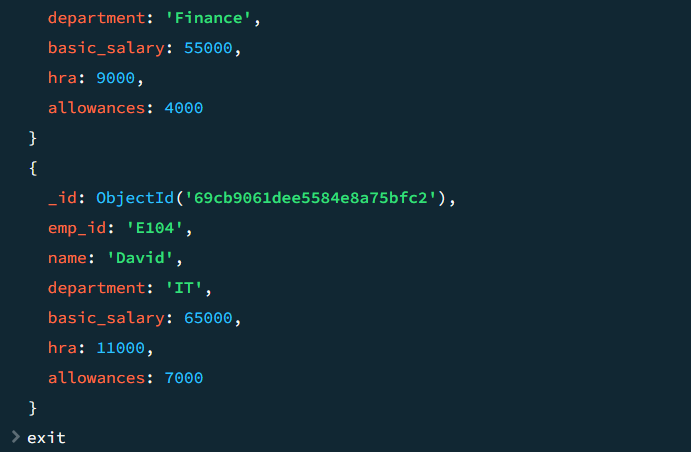 department: 'Finance',
basic_salary: 55000,
hra: 9000,
allowances: 4000
}
{
_id: ObjectId('69cb9061dee5584e8a75bfc2'),
emp_id: 'E104',
name: 'David',
department: 'IT',
basic_salary: 65000,
hra: 11000,
allowances: 7000
}
> exit